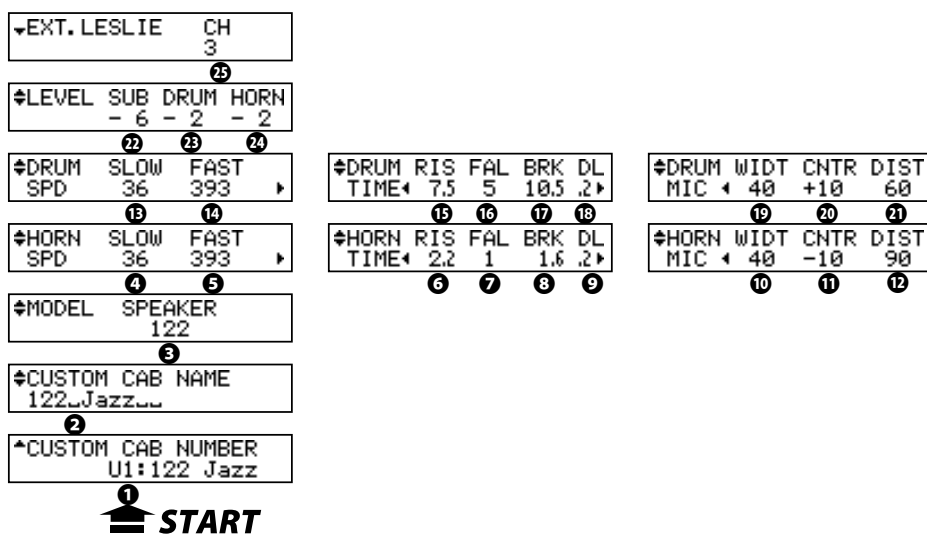 EXT.LESLIE CH
3
25
LEVEL SUB DRUM HORN
- 6 - 2 - 2
22 23 24
DRUM SLOW FAST
SPD 36 393
13 14
DRUM RIS FAL BRK DL
TIME 7.5 5 10.5 .2
15 16 17 18
DRUM WIDT CNTR DIST
MIC 40 +10 60
19 20 21
HORN SLOW FAST
SPD 36 393
4 5
HORN RIS FAL BRK DL
TIME 2.2 1 1.6 .2
6 7 8 9
HORN WIDT CNTR DIST
MIC 40 -10 90
10 11 12
MODEL SPEAKER
122
3
CUSTOM CAB NAME
122␣Jazz␣␣
2
CUSTOM CAB NUMBER
U1:122 Jazz
1
START